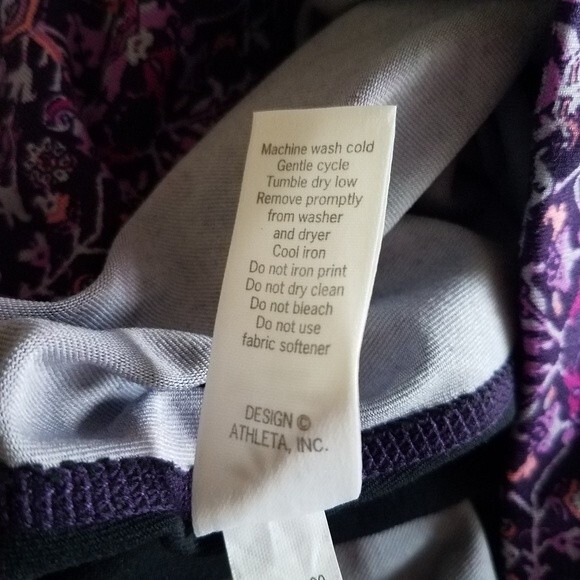 Machine wash cold
Gentle cycle
Tumble dry low
Remove promptly
from washer
and dryer
Cool iron
Do not iron print
Do not dry clean
Do not bleach
Do not use
fabric softener
DESIGN ©
ATHLETA, INC.